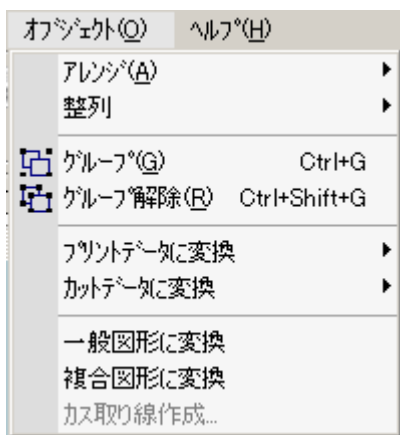 オブジェクト(O) ヘルプ(H)
アレンジ(A)
整列
グループ(G) Ctrl+G
グループ解除(R) Ctrl+Shift+G
プリントデータに変換
カットデータに変換
一般図形に変換
複合図形に変換
カス取り線作成...